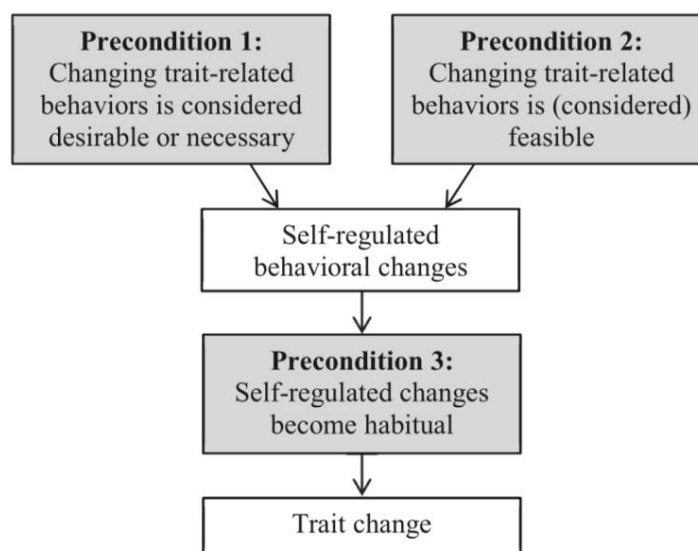 Precondition 1:
Changing trait-related
behaviors is considered
desirable or necessary
Precondition 2:
Changing trait-related
behaviors is (considered)
feasible
Self-regulated
behavioral changes
Precondition 3:
Self-regulated changes
become habitual
Trait change